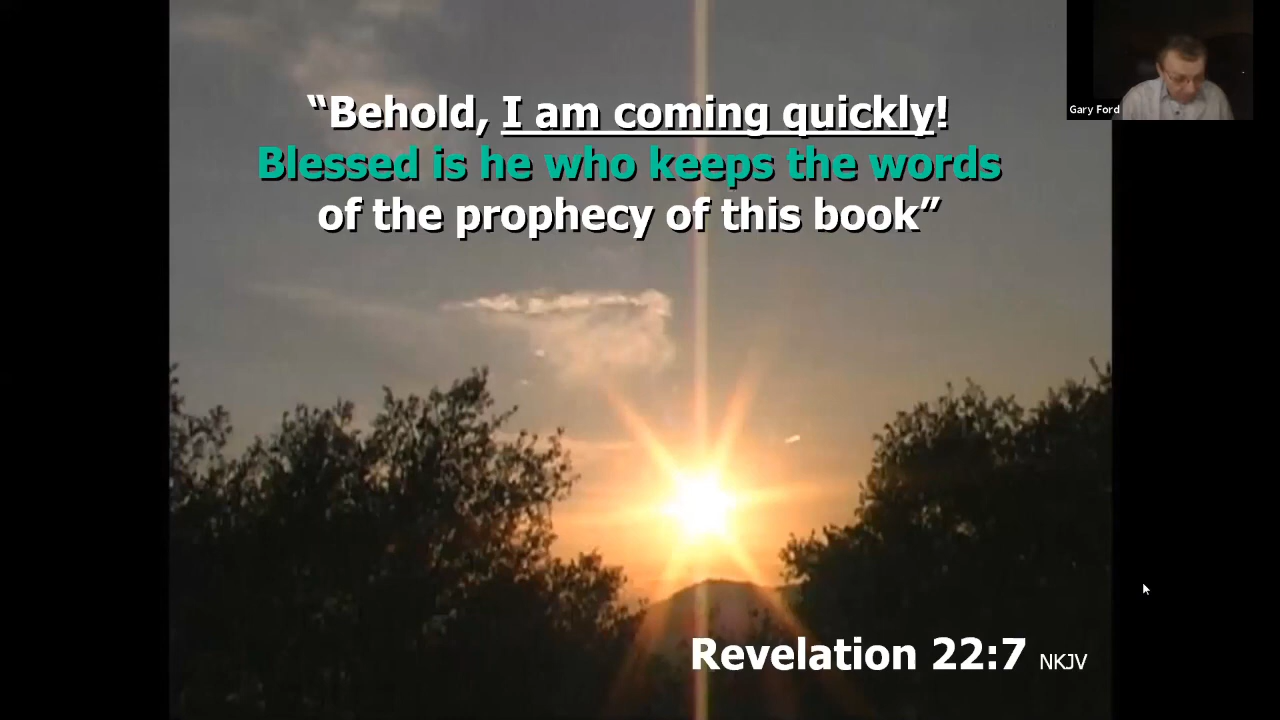 “Behold, I am coming quickly!
Blessed is he who keeps the words
of the prophecy of this book”
Gary Ford
Revelation 22:7 NKJV